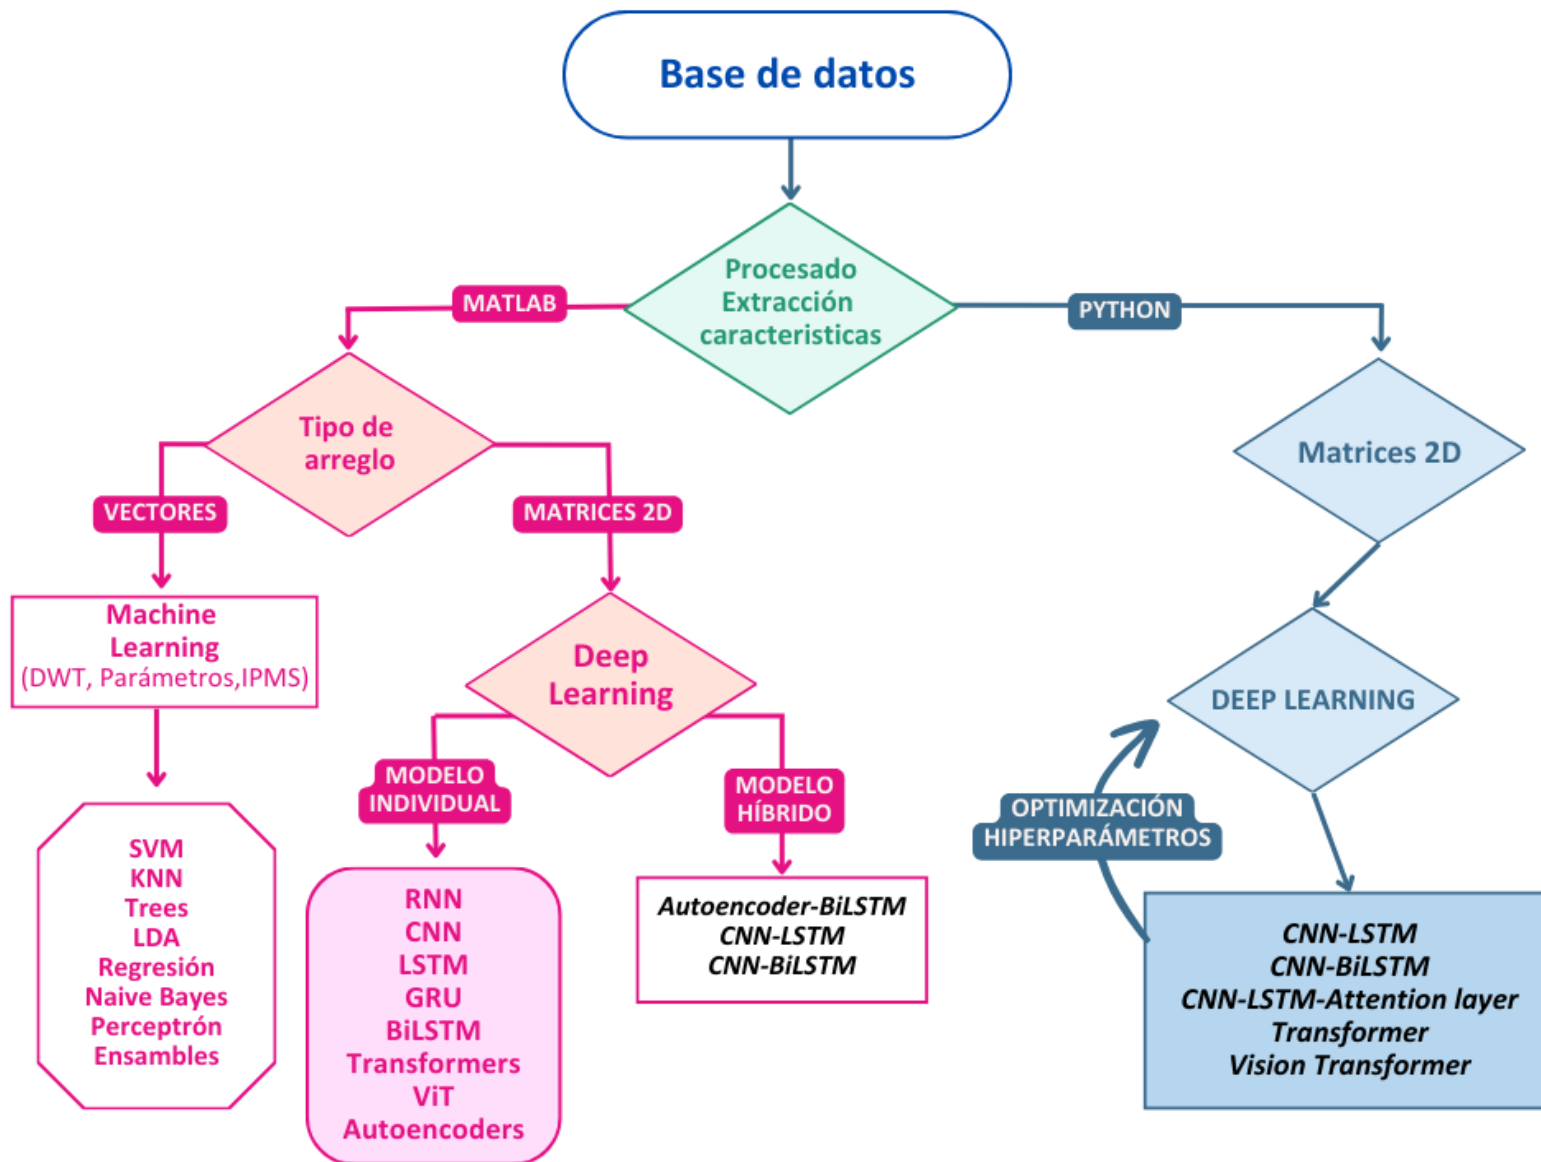 Base de datos
Procesado
Extracción
caracteristicas
MATLAB
PYTHON
Tipo de
arreglo
Matrices 2D
VECTORES
MATRICES 2D
Machine
Learning
(DWT, Parámetros,IPMS)
Deep
Learning
DEEP LEARNING
MODELO
INDIVIDUAL
MODELO
HÍBRIDO
OPTIMIZACIÓN
HIPERPARÁMETROS
SVM
KNN
Trees
LDA
Regresión
Naive Bayes
Perceptrón
Ensambles
RNN
CNN
LSTM
GRU
BiLSTM
Transformers
ViT
Autoencoders
Autoencoder-BiLSTM
CNN-LSTM
CNN-BiLSTM
CNN-LSTM
CNN-BiLSTM
CNN-LSTM-Attention layer
Transformer
Vision Transformer